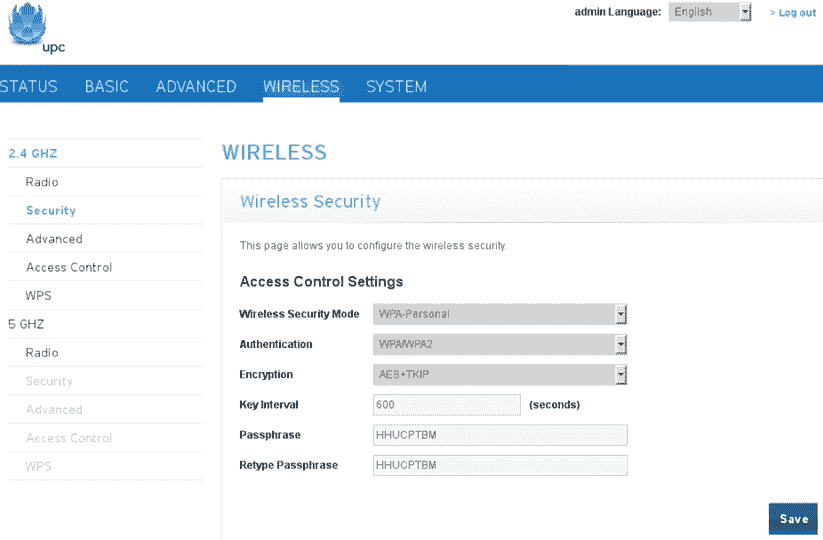 admin Language: English > Log out
upc
STATUS BASIC ADVANCED WIRELESS SYSTEM
2.4 GHZ
Radio
Security
Advanced
Access Control
WPS
5 GHZ
Radio
Security
Advanced
Access Control
WPS
WIRELESS
Wireless Security
This page allows you to configure the wireless security.
Access Control Settings
Wireless Security Mode WPA-Personal
Authentication WPA/WPA2
Encryption AES+TKIP
Key Interval 600 (seconds)
Passphrase HHUCPTBM
Retype Passphrase HHUCPTBM
Save